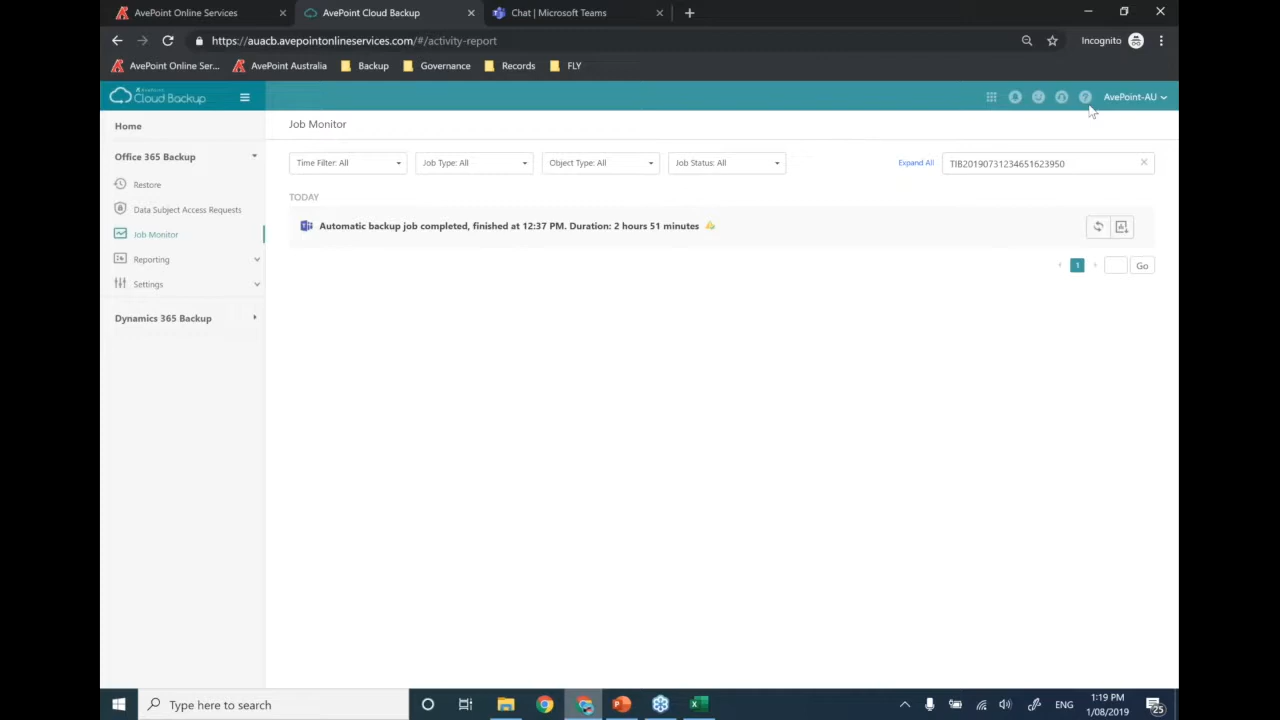 AvePoint Online Services
AvePoint Cloud Backup
Chat | Microsoft Teams
https://auacb.avepointonlineservices.com/#/activity-report
Incognito
AvePoint Online Ser...
AvePoint Australia
Backup
Governance
Records
FLY
AvePoint
Cloud Backup
AvePoint-AU
Home
Job Monitor
Office 365 Backup
Time Filter: All
Job Type: All
Object Type: All
Job Status: All
Expand All
TIB20190731234651623950
Restore
TODAY
Data Subject Access Requests
Automatic backup job completed, finished at 12:37 PM. Duration: 2 hours 51 minutes
Job Monitor
Reporting
1
Go
Settings
Dynamics 365 Backup
Type here to search
ENG
1:19 PM
1/08/2019
25